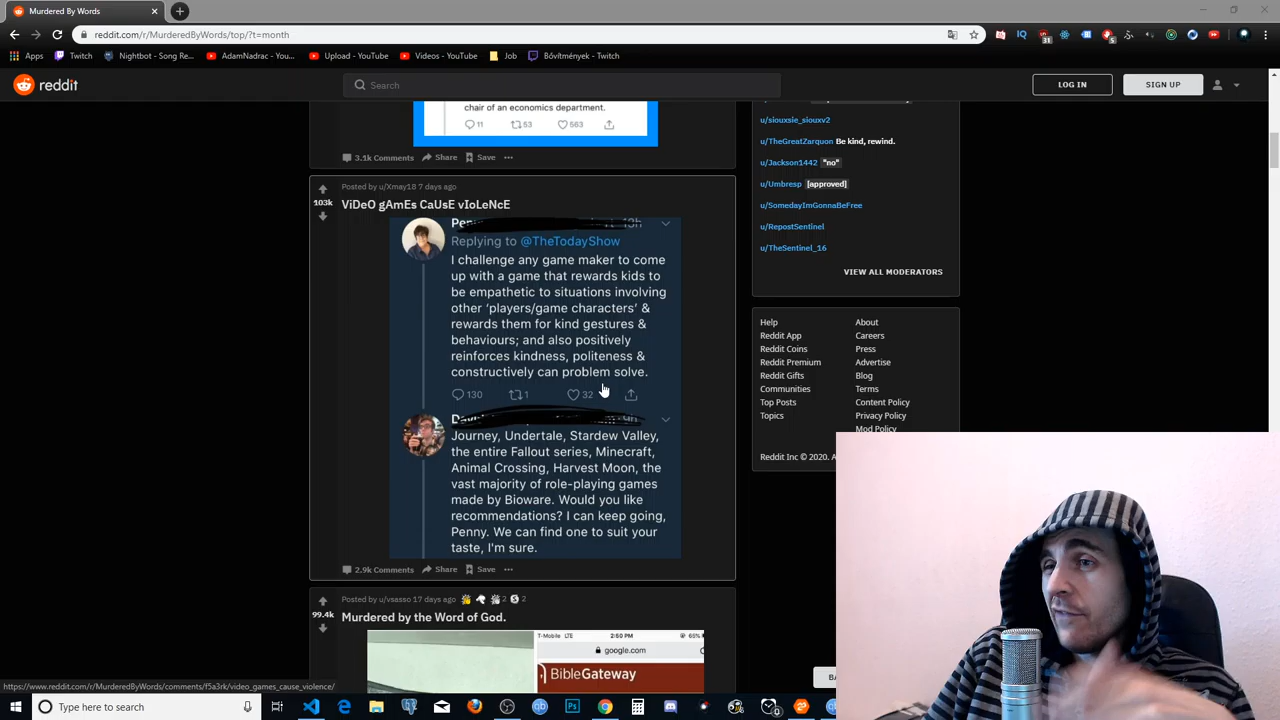 Murdered By Words
reddit.com/r/MurderedByWords/top/?t=month
Apps
Twitch
Nightbot - Song Re...
AdamNadrac - You...
Upload - YouTube
Videos - YouTube
Job
Bővítmények - Twitch
reddit
Search
LOG IN
SIGN UP
chair of an economics department.
11
53
563
3.1k Comments
Share
Save
Posted by u/Xmay18 7 days ago
103k
ViDeO gAmEs CaUsE vIoLeNcE
Replying to @TheTodayShow
I challenge any game maker to come
up with a game that rewards kids to
be empathetic to situations involving
other ‘players/game characters’ &
rewards them for kind gestures &
behaviours; and also positively
reinforces kindness, politeness &
constructively can problem solve.
130
1
32
Journey, Undertale, Stardew Valley,
the entire Fallout series, Minecraft,
Animal Crossing, Harvest Moon, the
vast majority of role-playing games
made by Bioware. Would you like
recommendations? I can keep going,
Penny. We can find one to suit your
taste, I'm sure.
2.9k Comments
Share
Save
Posted by u/vsasso 17 days ago
2
2
99.4k
Murdered by the Word of God.
T-Mobile LTE
2:50 PM
65%
google.com
BibleGateway
u/siouxsie_siouxv2
u/TheGreatZarquon Be kind, rewind.
u/Jackson1442 "no"
u/Umbresp [approved]
u/SomedayImGonnaBeFree
u/RepostSentinel
u/TheSentinel_16
VIEW ALL MODERATORS
Help
About
Reddit App
Careers
Reddit Coins
Press
Reddit Premium
Advertise
Reddit Gifts
Blog
Communities
Terms
Top Posts
Content Policy
Topics
Privacy Policy
Mod Policy
Reddit Inc © 2020. A
BA
https://www.reddit.com/r/MurderedByWords/comments/f5a3rk/video_games_cause_violence/
Type here to search